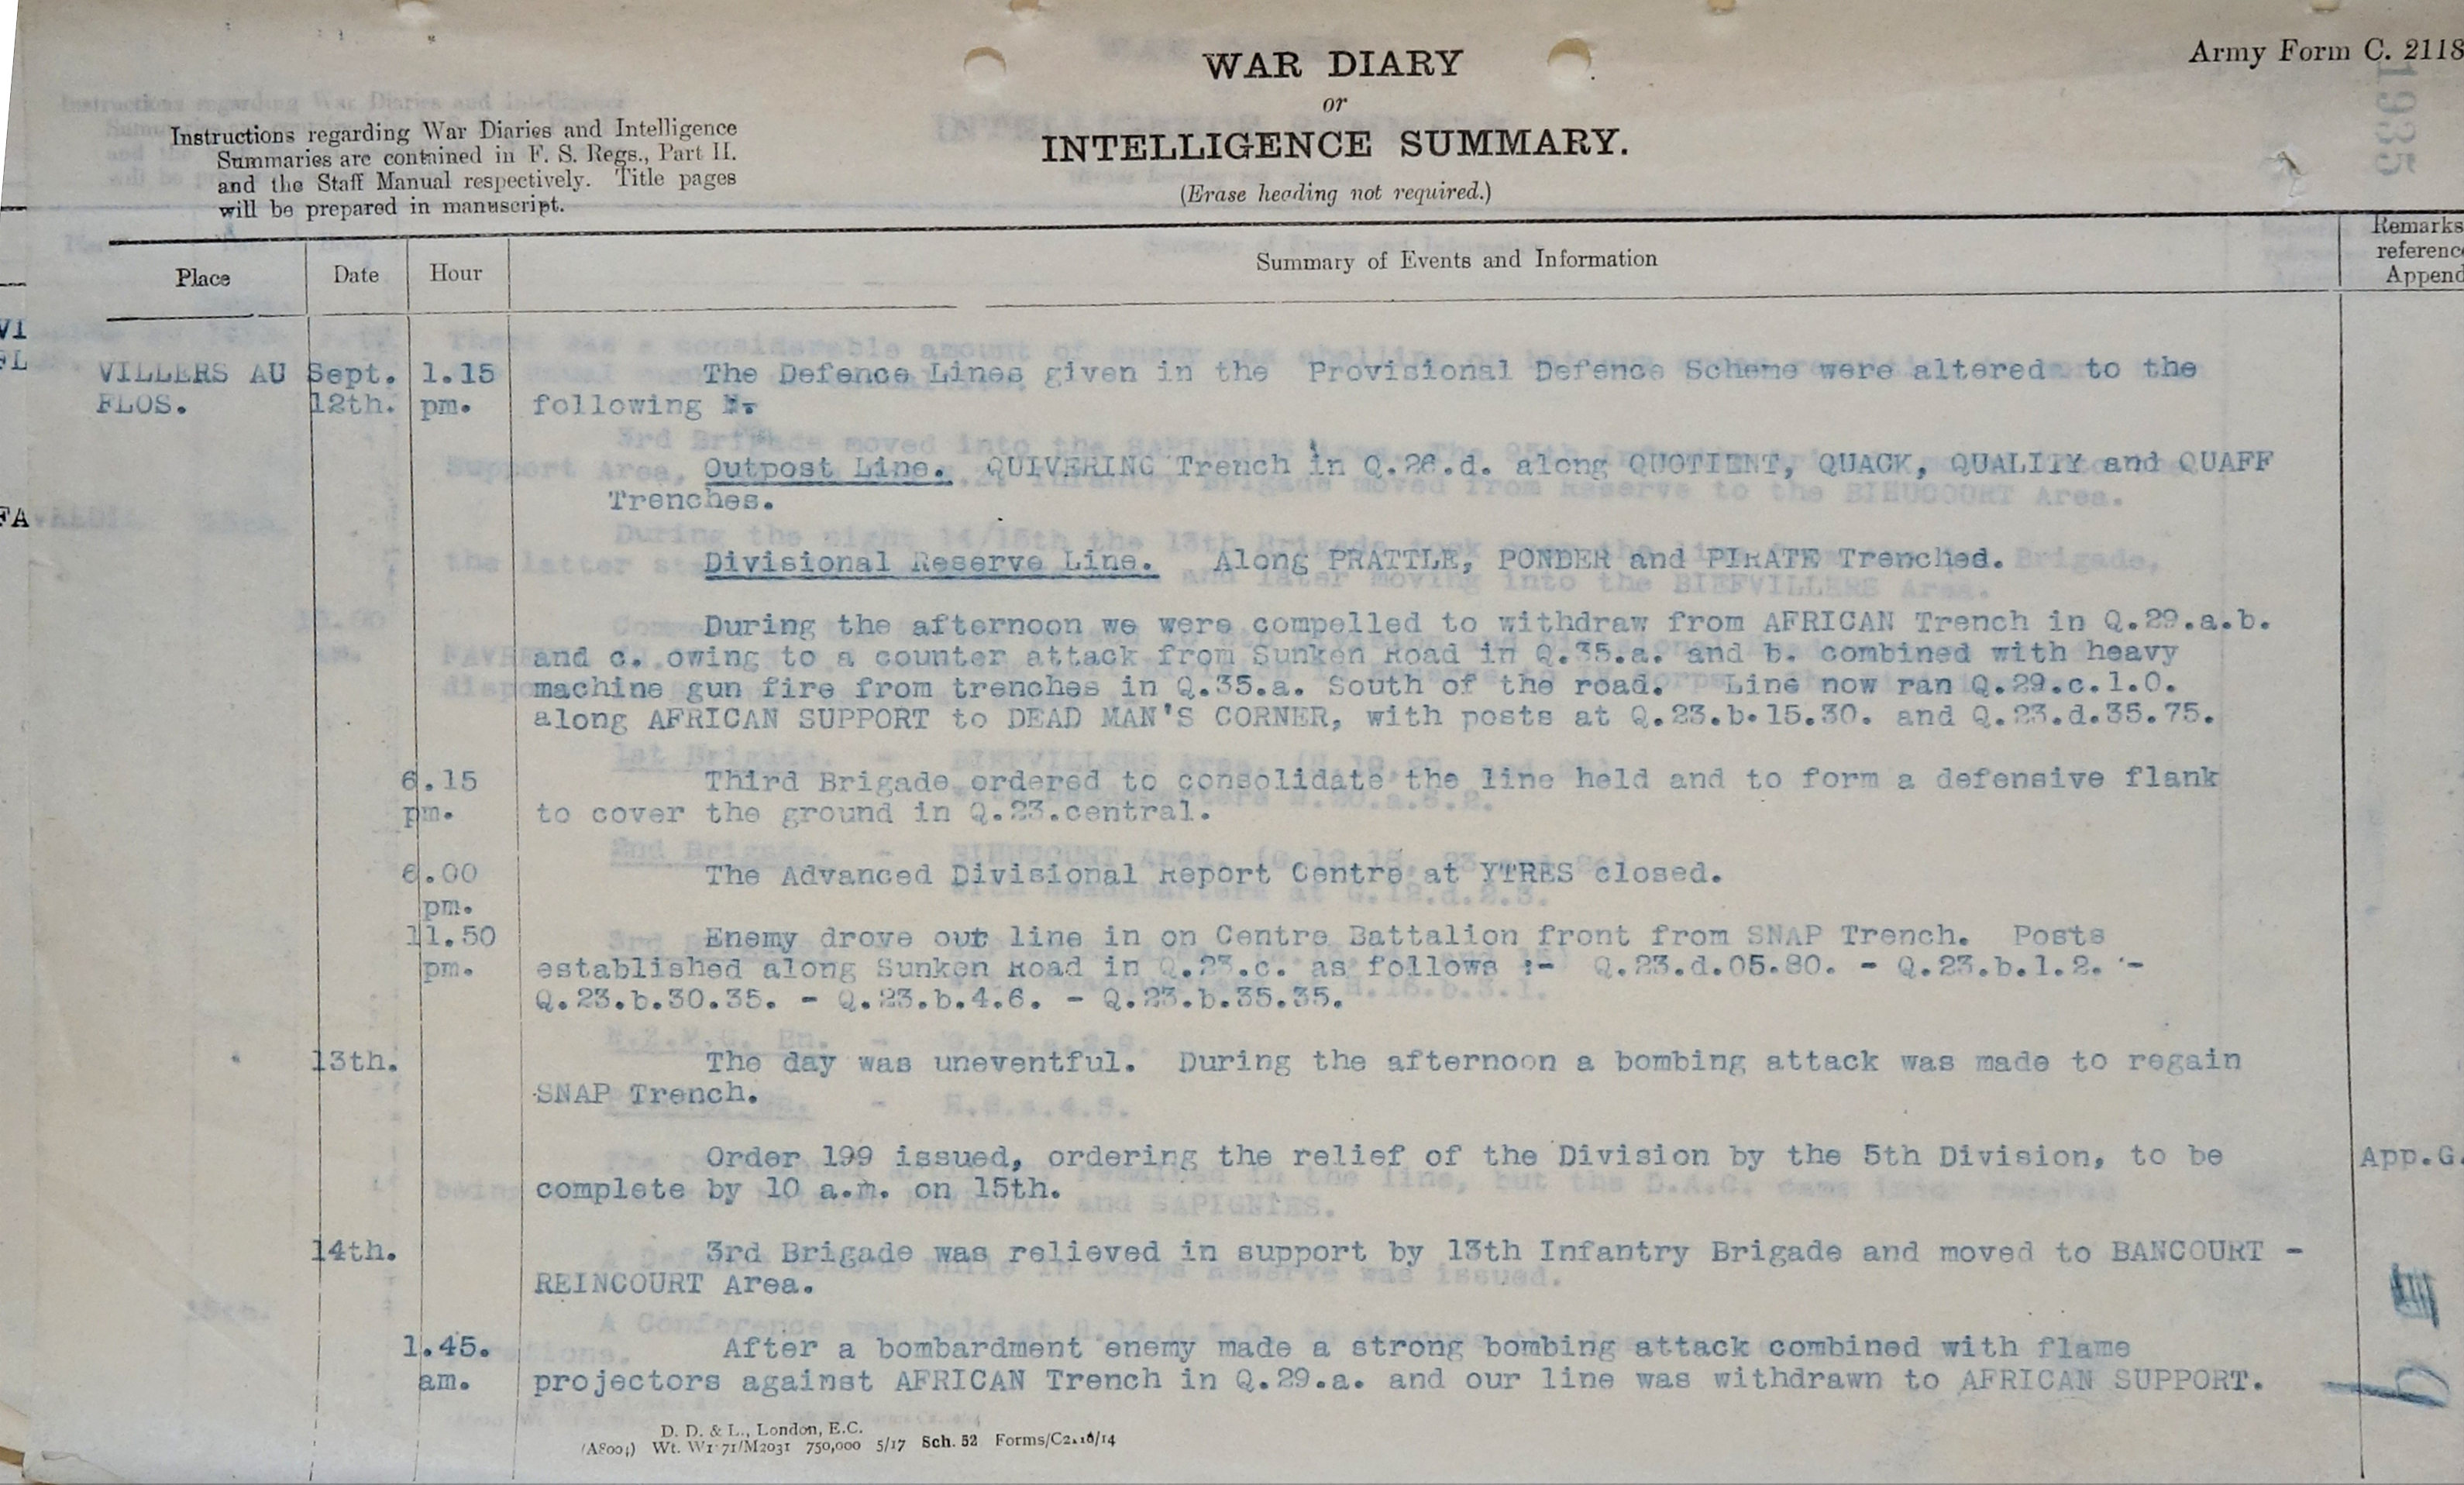 Army Form C. 2118
WAR DIARY
or
INTELLIGENCE SUMMARY.
(Erase heading not required.)
Instructions regarding War Diaries and Intelligence
Summaries are contained in F. S. Regs., Part II.
and the Staff Manual respectively. Title pages
will be prepared in manuscript.
1935
Place Date Hour Summary of Events and Information Remarks
referenc
Append
VILLERS AU Sept. 1.15 The Defence Lines given in the Provisional Defence Scheme were altered to the
FLOS. 12th. pm. following
Outpost Line. QUIVERING Trench in Q.26.d. along QUOTIENT, QUACK, QUALITY and QUAFF
Trenches.
Divisional Reserve Line. Along PRATTLE, PONDER and PIRATE Trenched.
During the afternoon we were compelled to withdraw from AFRICAN Trench in Q.29.a.b.
and c. owing to a counter attack from Sunken Road in Q.35.a. and b. combined with heavy
machine gun fire from trenches in Q.35.a. South of the road. Line now ran Q.29.c.1.0.
along AFRICAN SUPPORT to DEAD MAN'S CORNER, with posts at Q.23.b.15.30. and Q.23.d.35.75.
6.15 Third Brigade ordered to consolidate the line held and to form a defensive flank
pm. to cover the ground in Q.23.central.
6.00 The Advanced Divisional Report Centre at YTRES closed.
pm.
11.50 Enemy drove out line in on Centre Battalion front from SNAP Trench. Posts
pm. established along Sunken Road in Q.23.c. as follows :- Q.23.d.05.80. - Q.23.b.1.2. -
Q.23.b.30.35. - Q.23.b.4.6. - Q.23.b.35.35.
13th. The day was uneventful. During the afternoon a bombing attack was made to regain
SNAP Trench.
Order 199 issued, ordering the relief of the Division by the 5th Division, to be App.G.
complete by 10 a.m. on 15th.
14th. 3rd Brigade was relieved in support by 13th Infantry Brigade and moved to BANCOURT -
REINCOURT Area.
1.45. After a bombardment enemy made a strong bombing attack combined with flame
am. projectors against AFRICAN Trench in Q.29.a. and our line was withdrawn to AFRICAN SUPPORT.
D. D. & L., London, E.C.
Wt. 750,000 5/17 Sch. 52